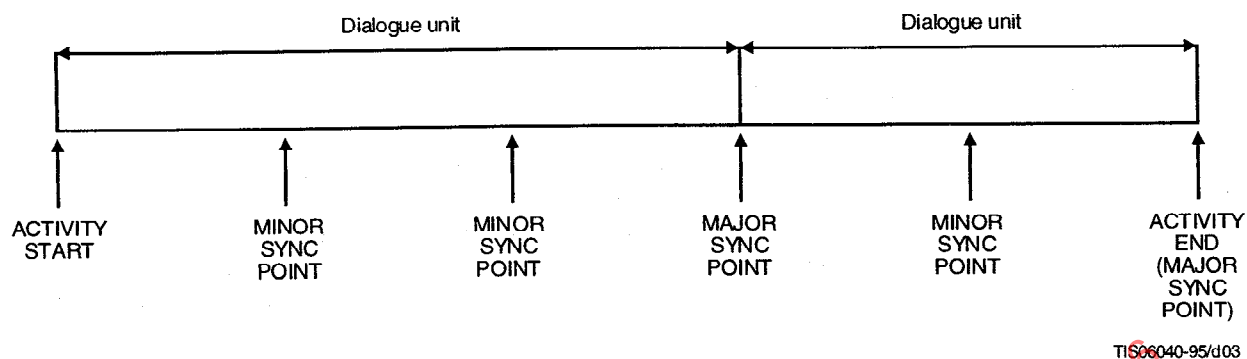 Dialogue unit
Dialogue unit
ACTIVITY
START
MINOR
SYNC
POINT
MINOR
SYNC
POINT
MAJOR
SYNC
POINT
MINOR
SYNC
POINT
ACTIVITY
END
(MAJOR
SYNC
POINT)
TIS06040-95/d03